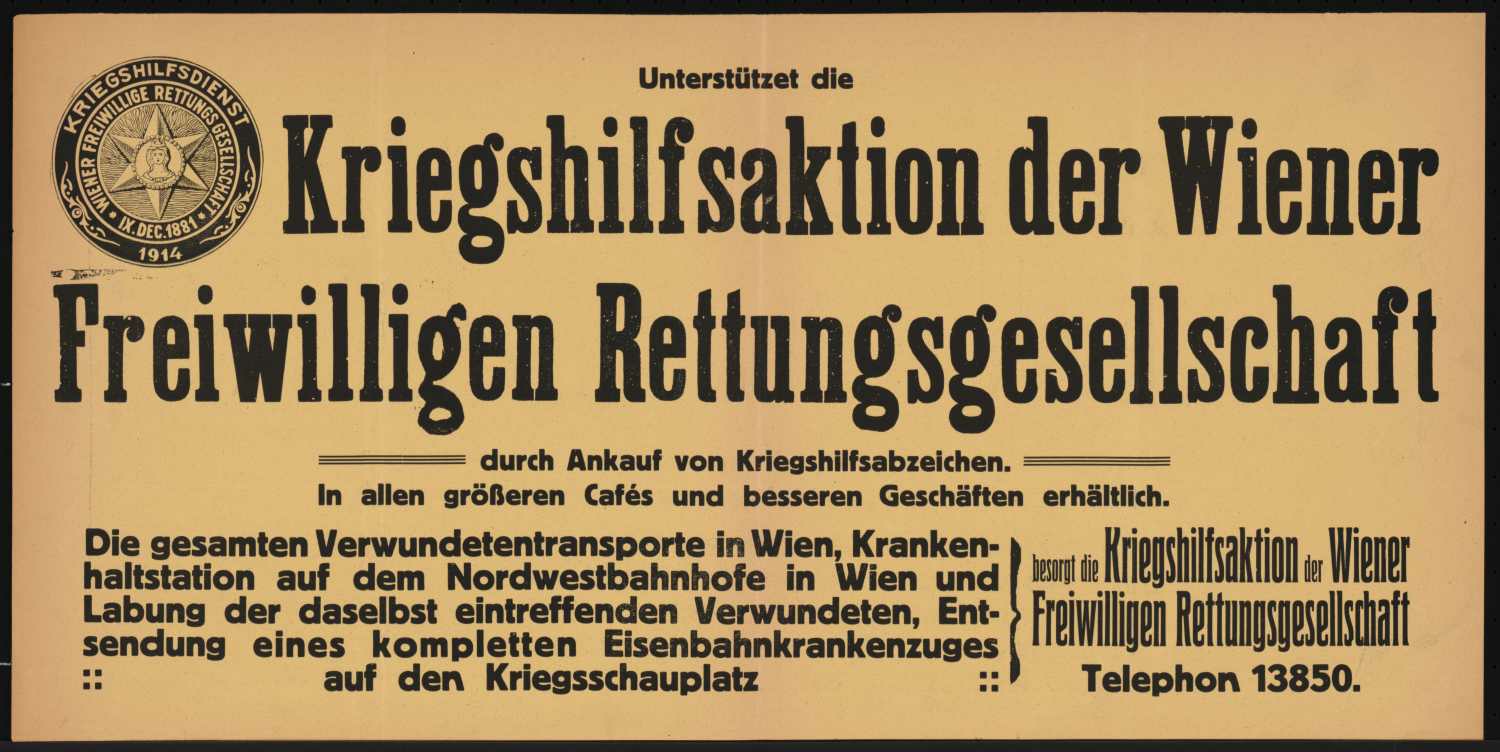 KRIEGSHILFSDIENST
WIENER FREIWILLIGE RETTUNGSGESELLSCHAFT
IX. DEC. 1881
1914
Unterstützet die
Kriegshilfsaktion der Wiener
Freiwilligen Rettungsgesellschaft
durch Ankauf von Kriegshilfsabzeichen.
In allen größeren Cafés und besseren Geschäften erhältlich.
Die gesamten Verwundetentransporte in Wien, Kranken-
haltstation auf dem Nordwestbahnhofe in Wien und
Labung der daselbst eintreffenden Verwundeten, Ent-
sendung eines kompletten Eisenbahnkrankenzuges
:: auf den Kriegsschauplatz ::
besorgt die Kriegshilfsaktion der Wiener
Freiwilligen Rettungsgesellschaft
Telephon 13850.